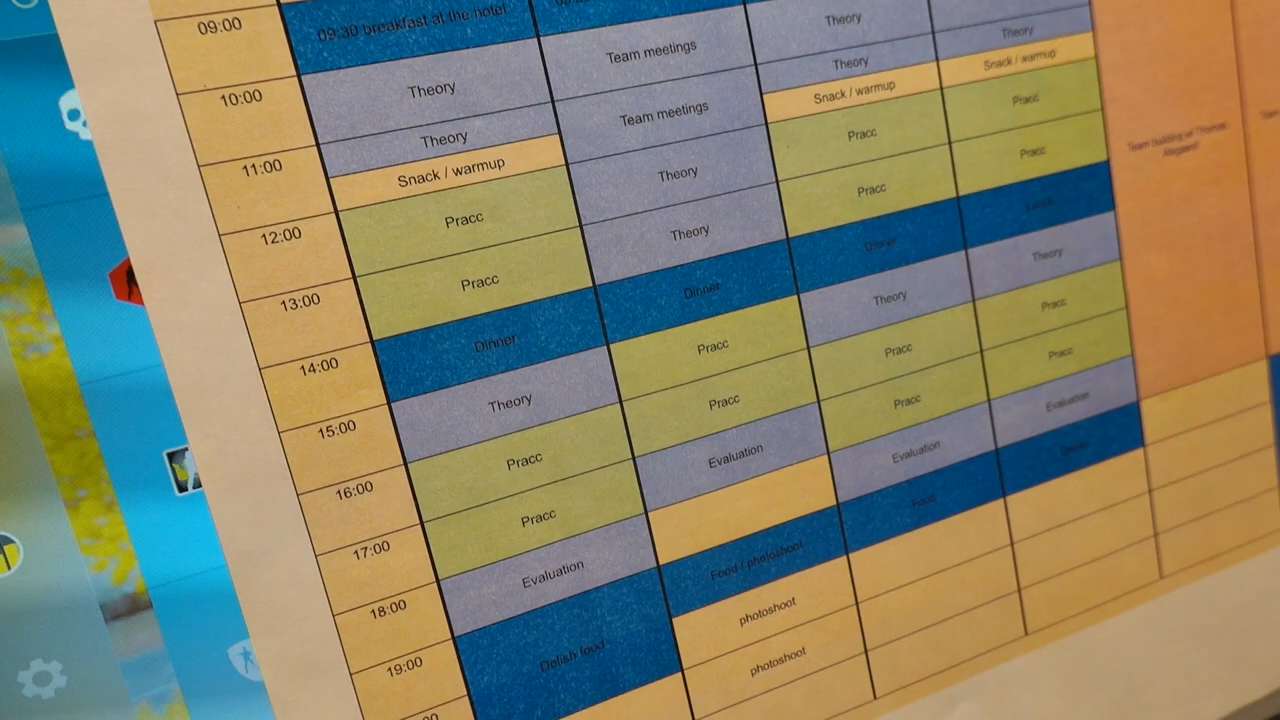 09:00
09:30 breakfast at the hotel
Theory
Team meetings
Theory
Theory
10:00
Theory
Team meetings
Snack / warmup
Snack / warmup
11:00
Snack / warmup
Theory
Pracc
Pracc
12:00
Pracc
Theory
Pracc
Pracc
13:00
Pracc
Dinner
Dinner
Theory
14:00
Dinner
Pracc
Theory
Pracc
15:00
Theory
Pracc
Pracc
Pracc
16:00
Pracc
Evaluation
Pracc
Evaluation
17:00
Pracc
Evaluation
18:00
Evaluation
Food / photoshoot
Food
19:00
Delish food
photoshoot
photoshoot
Team building w/ Thomas